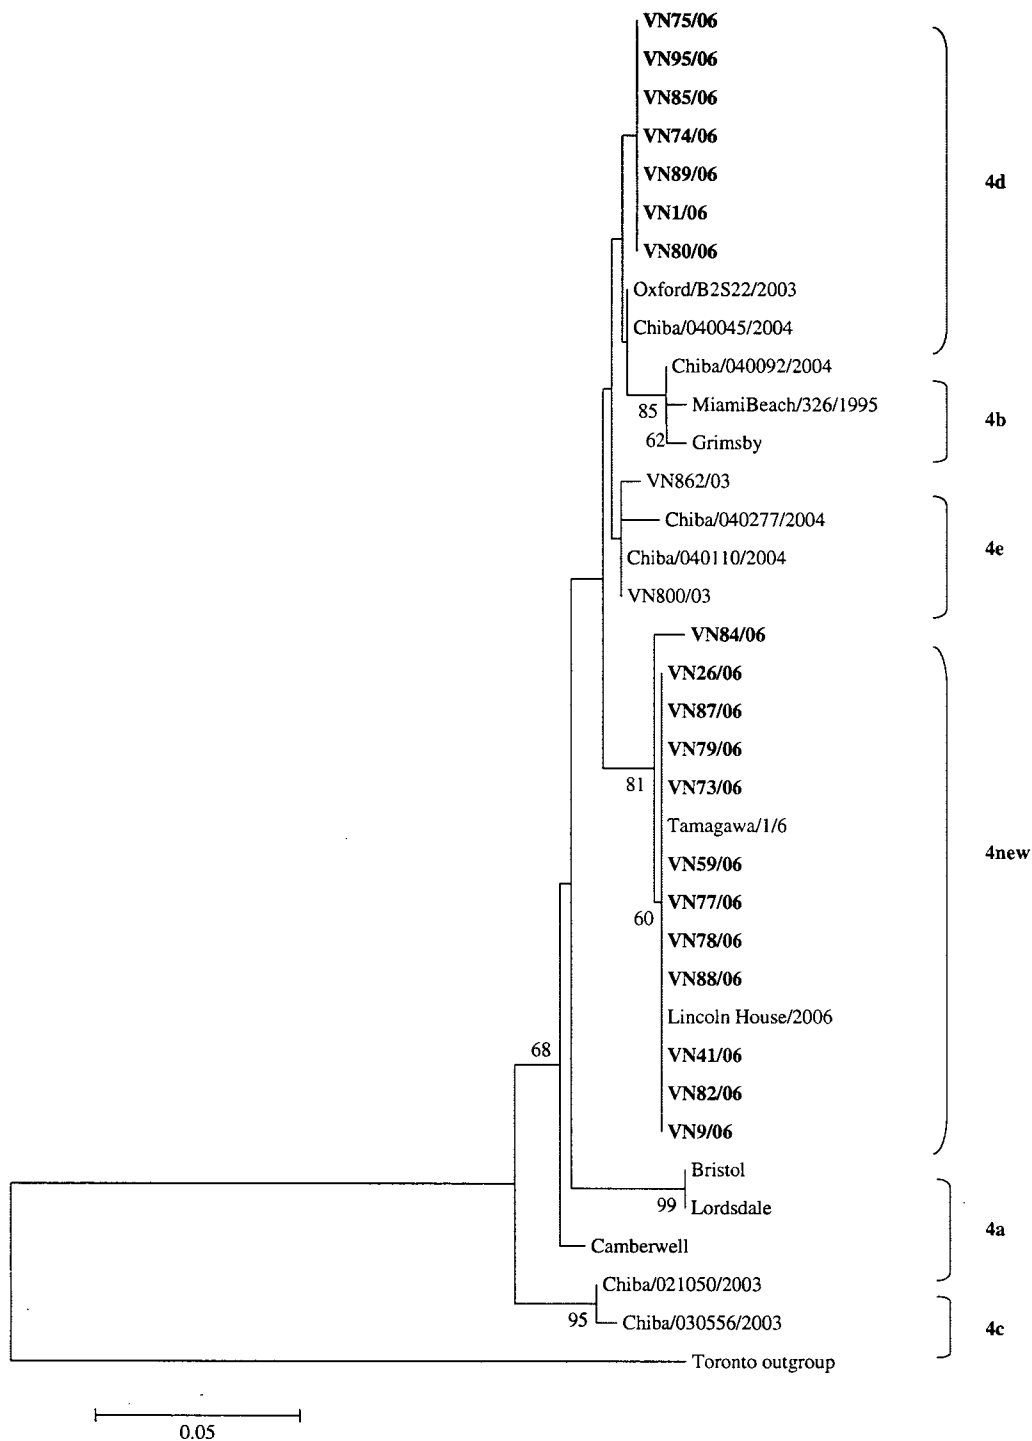 VN75/06
VN95/06
VN85/06
VN74/06
VN89/06
4d
VN1/06
VN80/06
Oxford/B2S22/2003
Chiba/040045/2004
Chiba/040092/2004
MiamiBeach/326/1995
85
4b
62
Grimsby
VN862/03
Chiba/040277/2004
4e
Chiba/040110/2004
VN800/03
VN84/06
VN26/06
VN87/06
VN79/06
VN73/06
81
Tamagawa/1/6
4new
VN59/06
VN77/06
60
VN78/06
VN88/06
Lincoln House/2006
68
VN41/06
VN82/06
VN9/06
Bristol
99
Lordsdale
4a
Camberwell
Chiba/021050/2003
95
Chiba/030556/2003
4c
Toronto outgroup
0.05